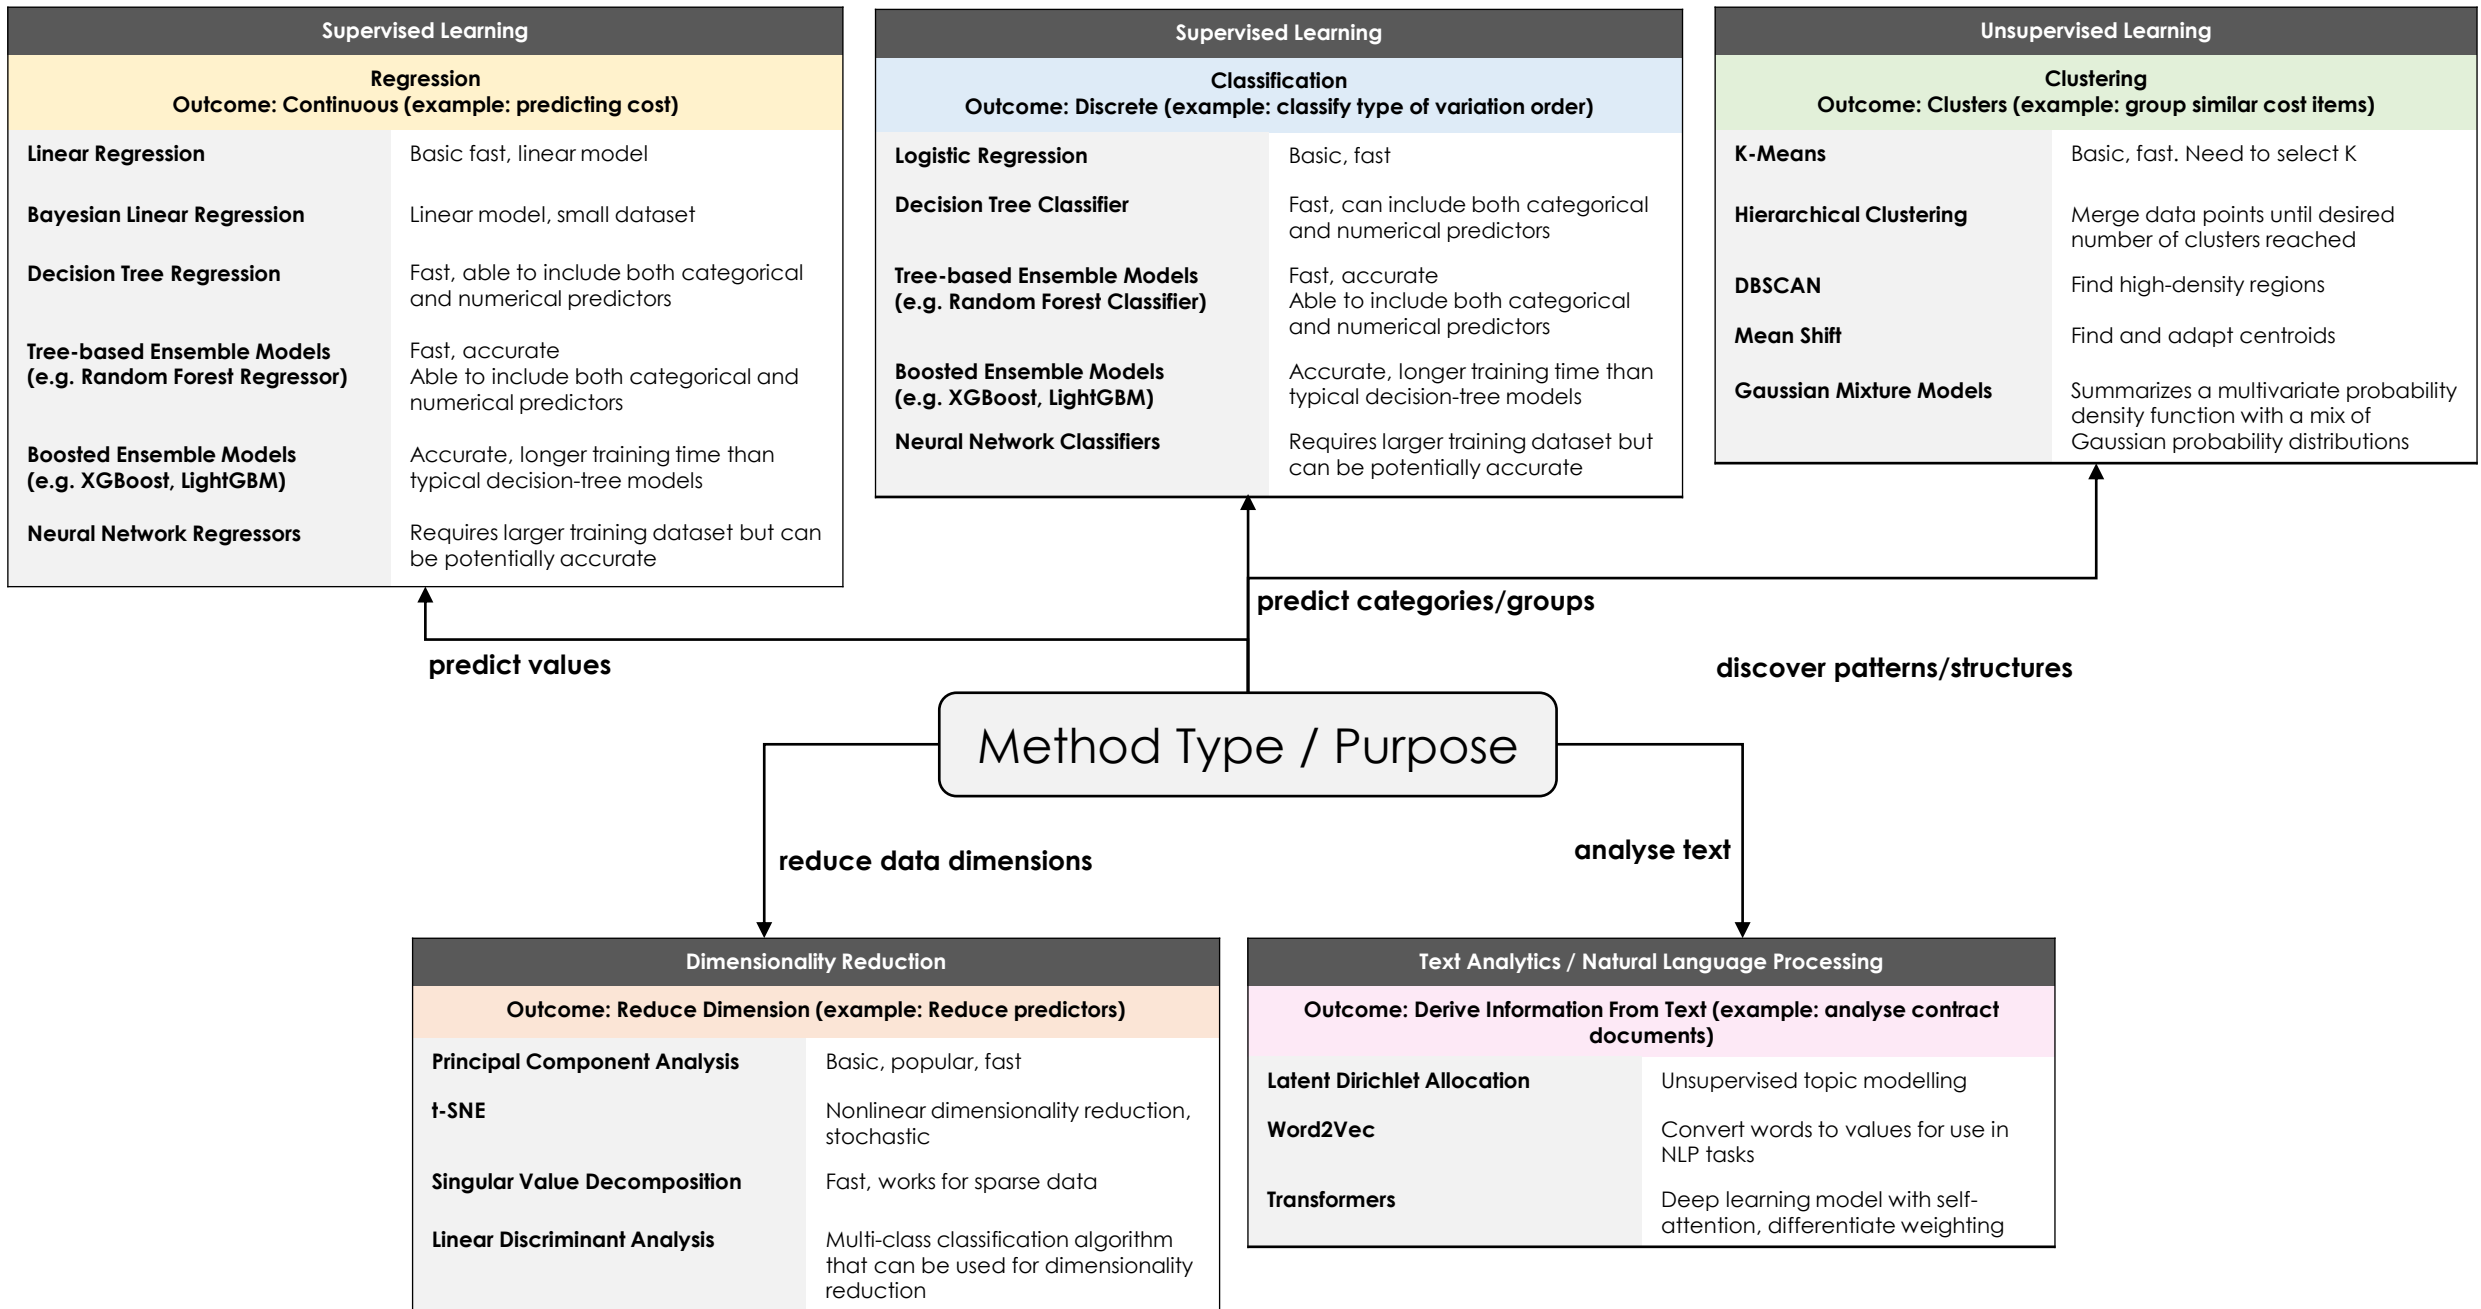 Supervised Learning
Regression
Outcome: Continuous (example: predicting cost)
Linear Regression
Basic fast, linear model
Bayesian Linear Regression
Linear model, small dataset
Decision Tree Regression
Fast, able to include both categorical
and numerical predictors
Tree-based Ensemble Models
(e.g. Random Forest Regressor)
Fast, accurate
Able to include both categorical and
numerical predictors
Boosted Ensemble Models
(e.g. XGBoost, LightGBM)
Accurate, longer training time than
typical decision-tree models
Neural Network Regressors
Requires larger training dataset but can
be potentially accurate
Supervised Learning
Classification
Outcome: Discrete (example: classify type of variation order)
Logistic Regression
Basic, fast
Decision Tree Classifier
Fast, can include both categorical
and numerical predictors
Tree-based Ensemble Models
(e.g. Random Forest Classifier)
Fast, accurate
Able to include both categorical
and numerical predictors
Boosted Ensemble Models
(e.g. XGBoost, LightGBM)
Accurate, longer training time than
typical decision-tree models
Neural Network Classifiers
Requires larger training dataset but
can be potentially accurate
Unsupervised Learning
Clustering
Outcome: Clusters (example: group similar cost items)
K-Means
Basic, fast. Need to select K
Hierarchical Clustering
Merge data points until desired
number of clusters reached
DBSCAN
Find high-density regions
Mean Shift
Find and adapt centroids
Gaussian Mixture Models
Summarizes a multivariate probability
density function with a mix of
Gaussian probability distributions
predict categories/groups
predict values
discover patterns/structures
Method Type / Purpose
reduce data dimensions
analyse text
Dimensionality Reduction
Outcome: Reduce Dimension (example: Reduce predictors)
Principal Component Analysis
Basic, popular, fast
t-SNE
Nonlinear dimensionality reduction,
stochastic
Singular Value Decomposition
Fast, works for sparse data
Linear Discriminant Analysis
Multi-class classification algorithm
that can be used for dimensionality
reduction
Text Analytics / Natural Language Processing
Outcome: Derive Information From Text (example: analyse contract
documents)
Latent Dirichlet Allocation
Unsupervised topic modelling
Word2Vec
Convert words to values for use in
NLP tasks
Transformers
Deep learning model with self-
attention, differentiate weighting